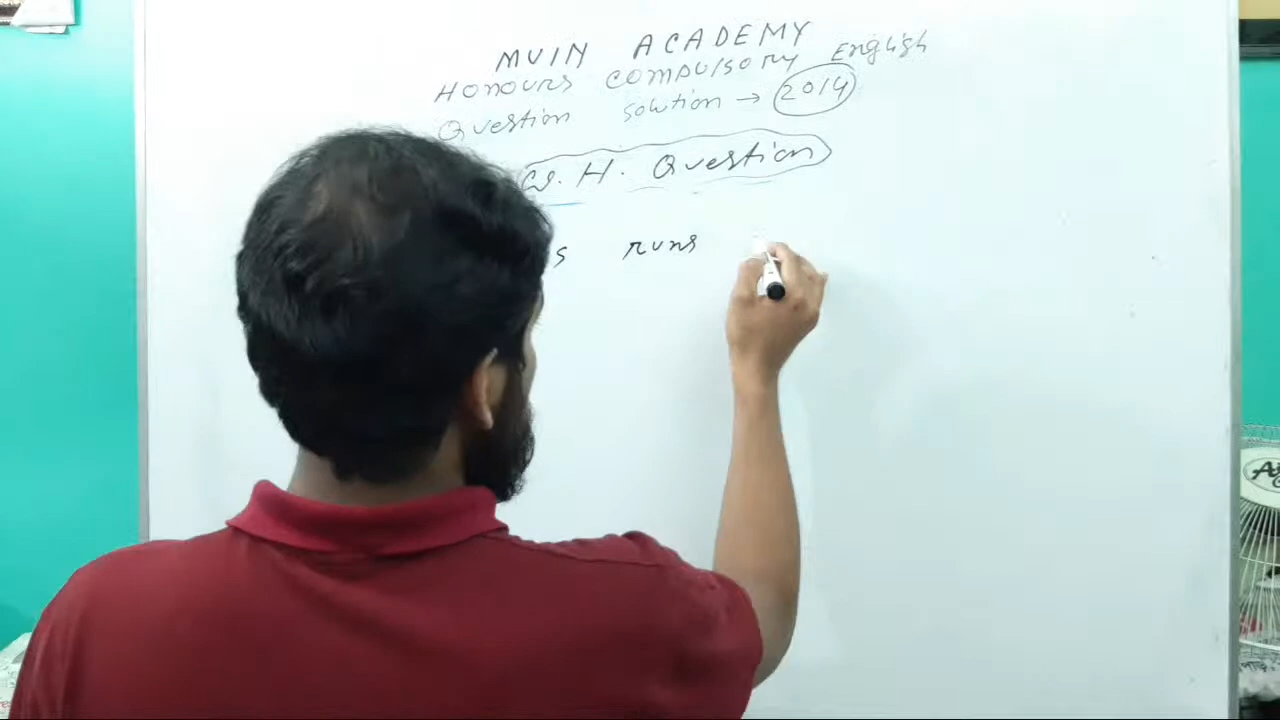 MUIN ACADEMY
HONOURS COMPULSORY English
Question solution → 2014
W. H. Question
s runs